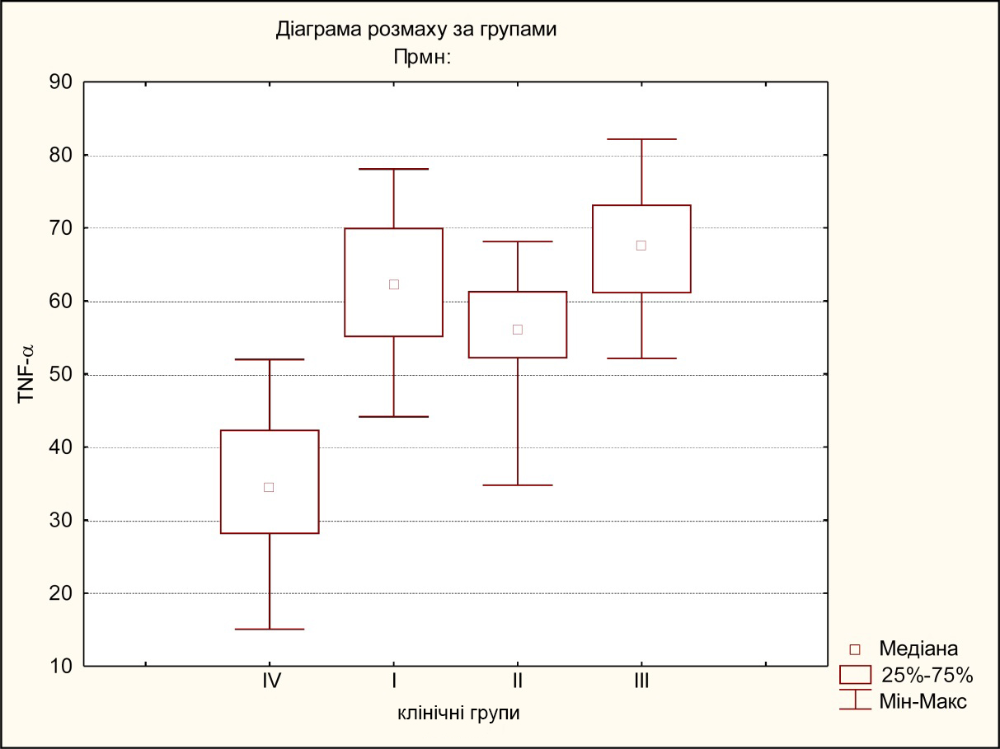 Діаграма розмаху за групами
Прмн:
90
80
70
60
50
40
30
20
10
TNF-α
IV I II III
клінічні групи
Медіана
25%-75%
Мін-Макс